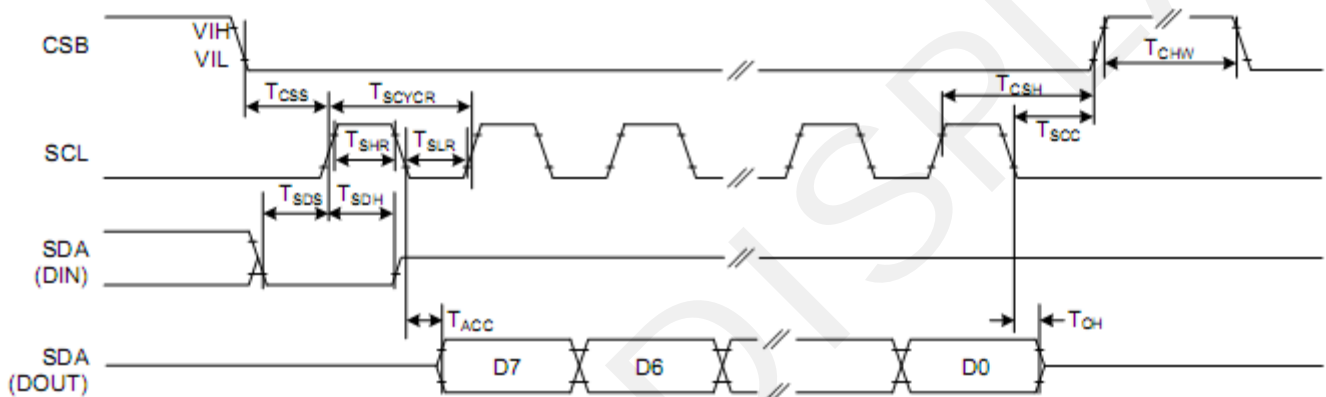 CSB
VIH
VIL
TCHW
TCSS
TSCYCR
TCSH
SCL
TSHR
TSLR
TSCC
TSDS
TSDH
SDA
(DIN)
TACC
TOH
SDA
(DOUT)
D7
D6
D0
DISPLA